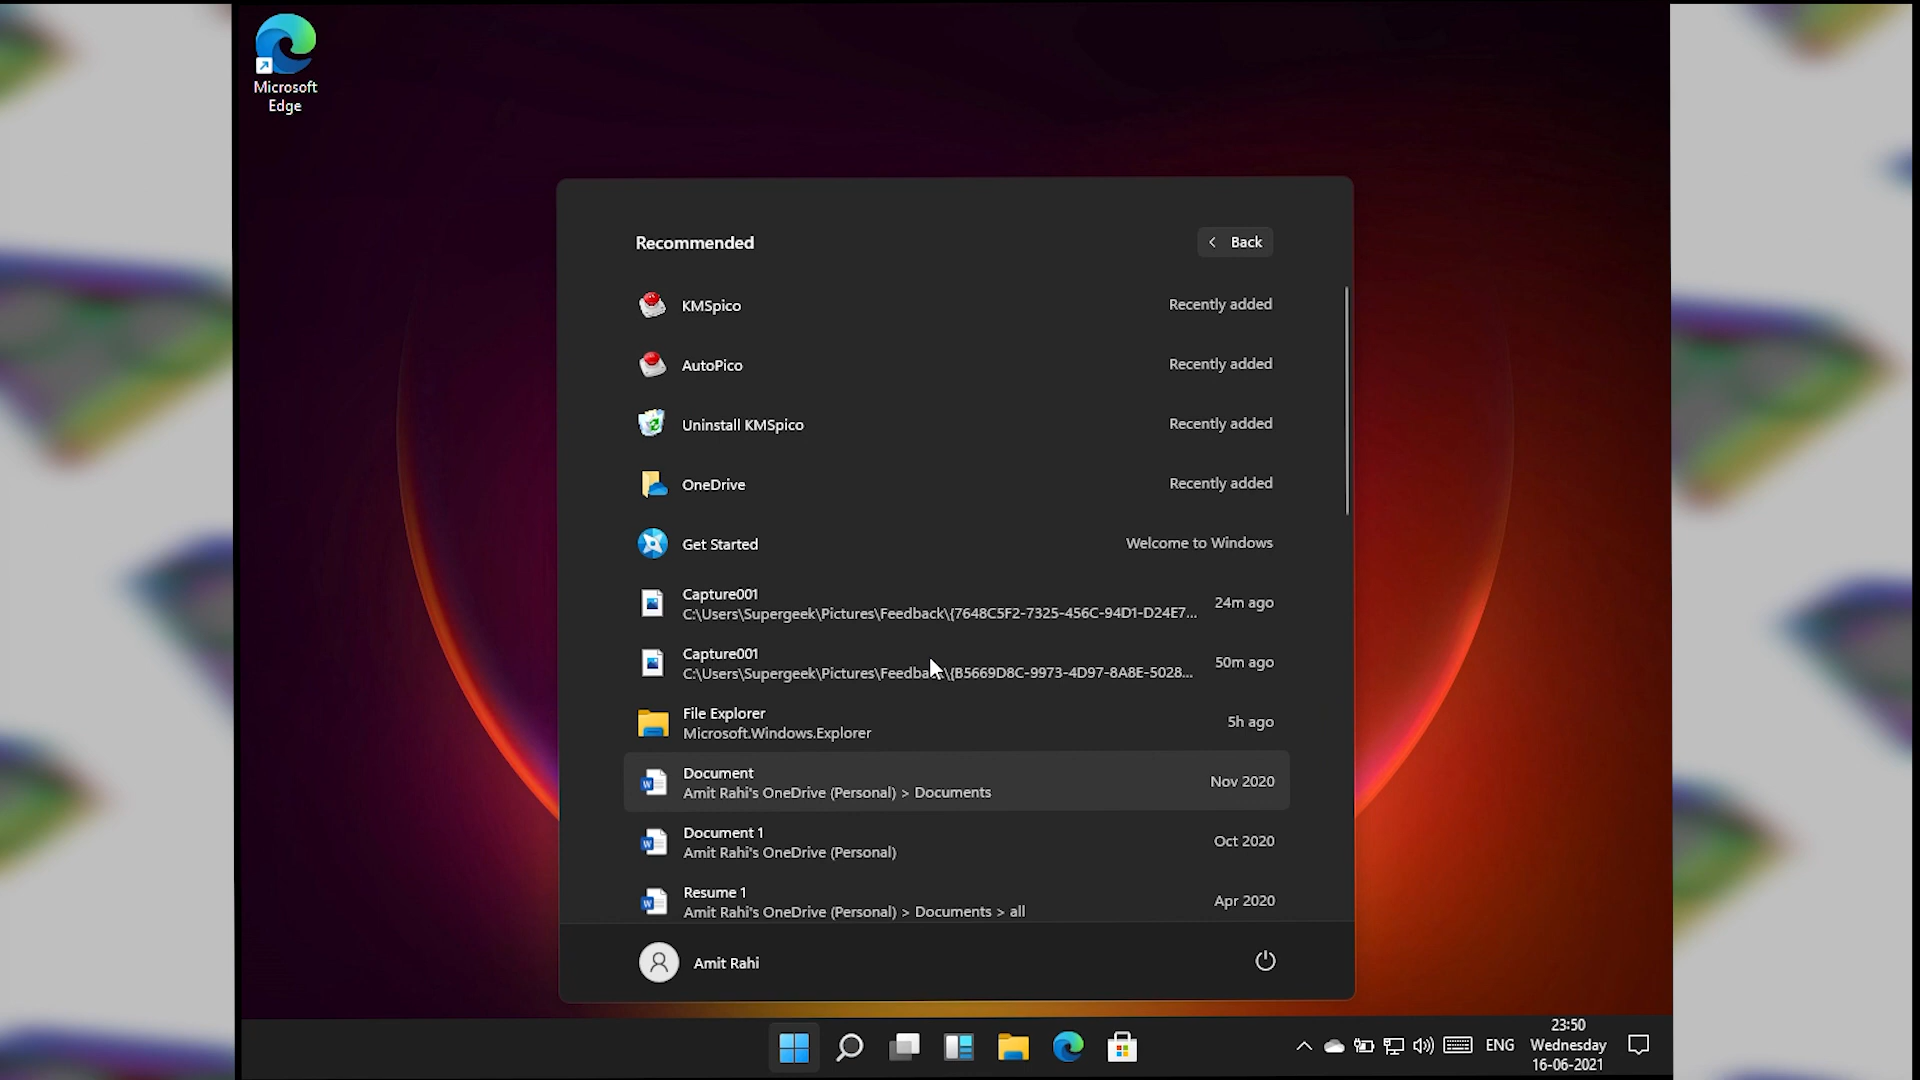 Microsoft
Edge
Recommended
Back
KMSpico
Recently added
AutoPico
Recently added
Uninstall KMSpico
Recently added
OneDrive
Recently added
Get Started
Welcome to Windows
Capture001
C:\Users\Supergeek\Pictures\Feedback\{7648C5F2-7325-456C-94D1-D24E7...
24m ago
Capture001
C:\Users\Supergeek\Pictures\Feedback\{B5669D8C-9973-4D97-8A8E-5028...
50m ago
File Explorer
Microsoft.Windows.Explorer
5h ago
Document
Amit Rahi's OneDrive (Personal) > Documents
Nov 2020
Document 1
Amit Rahi's OneDrive (Personal)
Oct 2020
Resume 1
Amit Rahi's OneDrive (Personal) > Documents > all
Apr 2020
Amit Rahi
ENG
23:50
Wednesday
16-06-2021